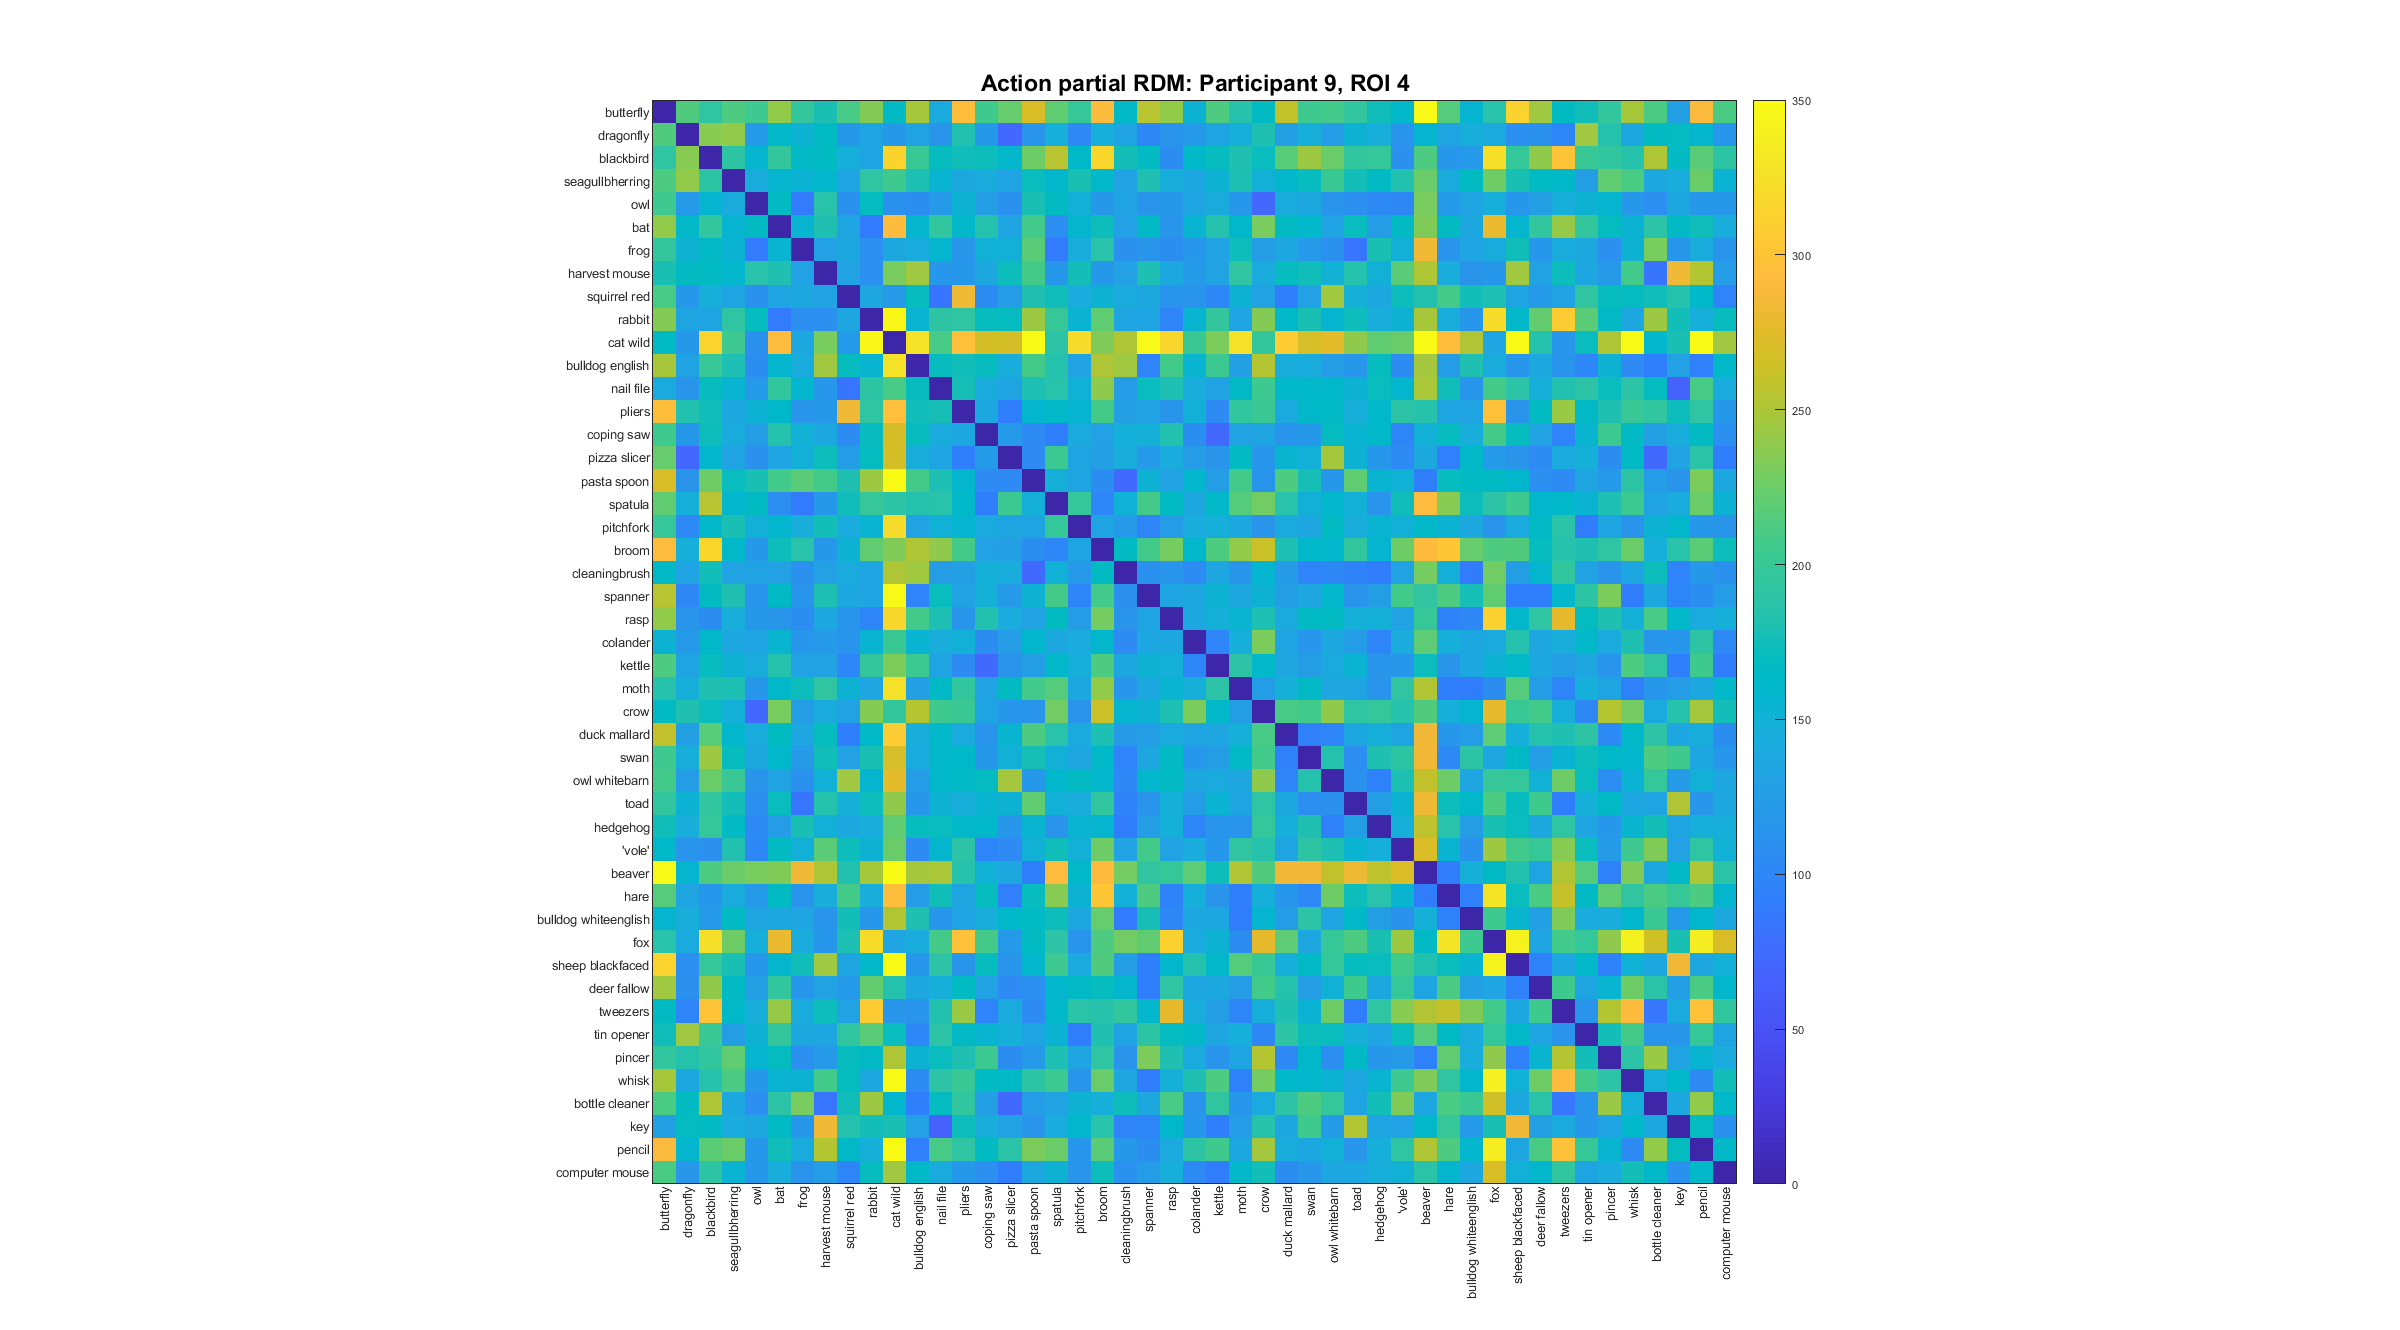 Action partial RDM: Participant 9, ROI 4
butterfly
dragonfly
blackbird
seagullbherring
owl
bat
frog
harvest mouse
squirrel red
rabbit
cat wild
bulldog english
nail file
pliers
coping saw
pizza slicer
pasta spoon
spatula
pitchfork
broom
cleaningbrush
spanner
rasp
colander
kettle
moth
crow
duck mallard
swan
owl whitebarn
toad
hedgehog
'vole'
beaver
hare
bulldog whiteenglish
fox
sheep blackfaced
deer fallow
tweezers
tin opener
pincer
whisk
bottle cleaner
key
pencil
computer mouse
butterfly
dragonfly
blackbird
seagullbherring
owl
bat
frog
harvest mouse
squirrel red
rabbit
cat wild
bulldog english
nail file
pliers
coping saw
pizza slicer
pasta spoon
spatula
pitchfork
broom
cleaningbrush
spanner
rasp
colander
kettle
moth
crow
duck mallard
swan
owl whitebarn
toad
hedgehog
'vole'
beaver
hare
bulldog whiteenglish
fox
sheep blackfaced
deer fallow
tweezers
tin opener
pincer
whisk
bottle cleaner
key
pencil
computer mouse
350
300
250
200
150
100
50
0